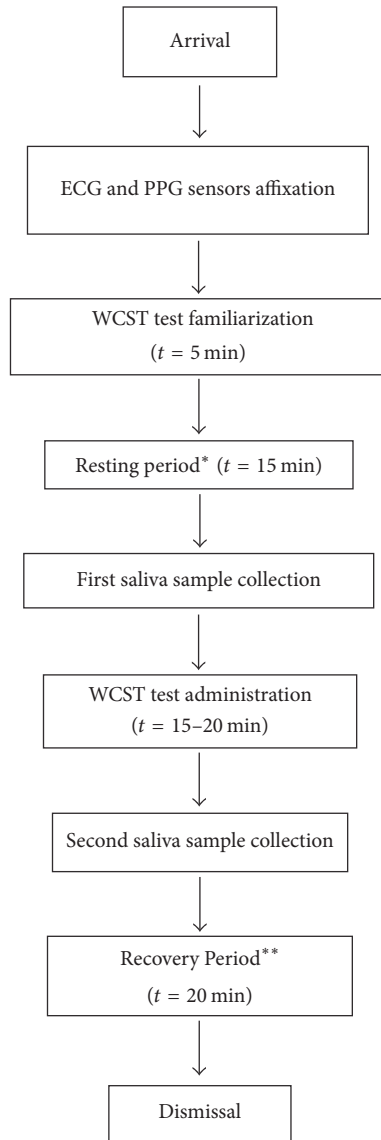 Arrival
ECG and PPG sensors affixation
WCST test familiarization
(t = 5 min)
Resting period* (t = 15 min)
First saliva sample collection
WCST test administration
(t = 15–20 min)
Second saliva sample collection
Recovery Period**
(t = 20 min)
Dismissal